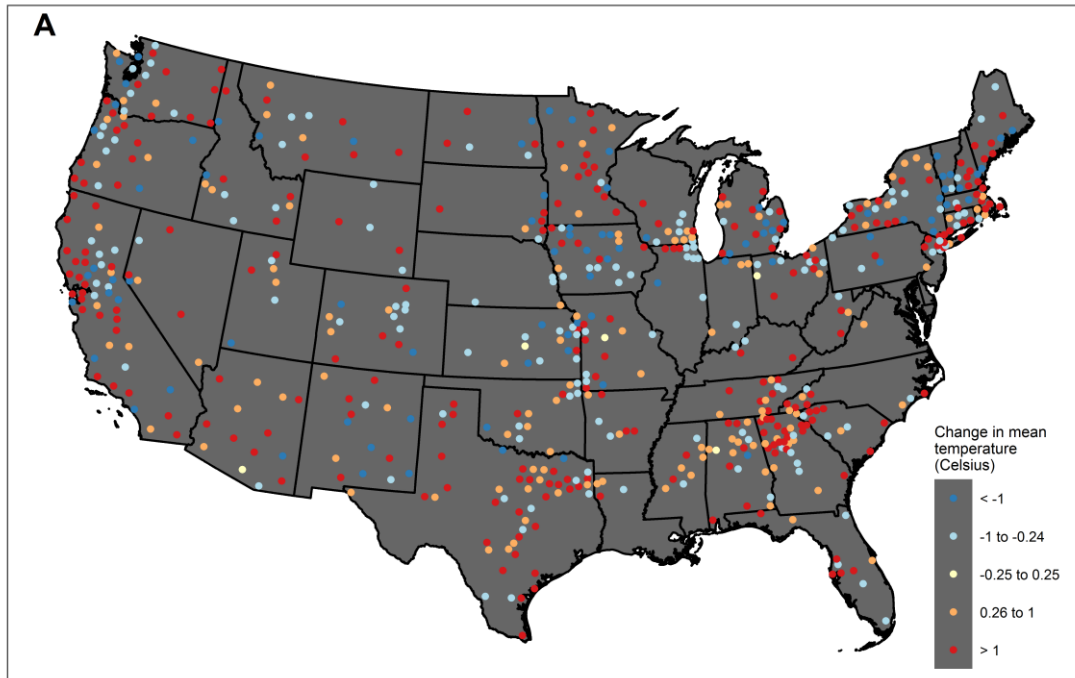 A
Change in mean
temperature
(Celsius)
< -1
-1 to -0.24
-0.25 to 0.25
0.26 to 1
> 1